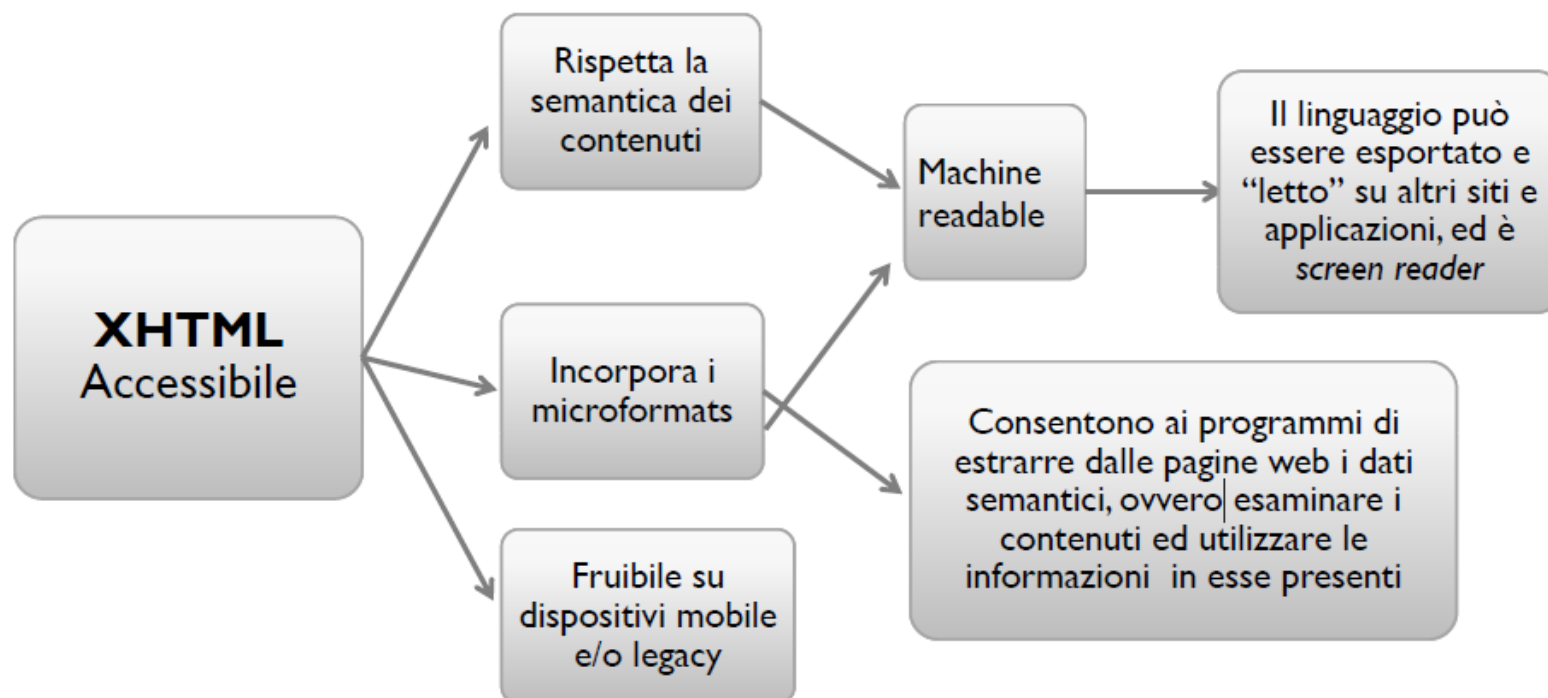 XHTML
Accessibile
Rispetta la
semantica dei
contenuti
Incorpora i
microformats
Fruibile su
dispositivi mobile
e/o legacy
Machine
readable
Il linguaggio può
essere esportato e
“letto” su altri siti e
applicazioni, ed è
screen reader
Consentono ai programmi di
estrarre dalle pagine web i dati
semantici, ovvero esaminare i
contenuti ed utilizzare le
informazioni in esse presenti